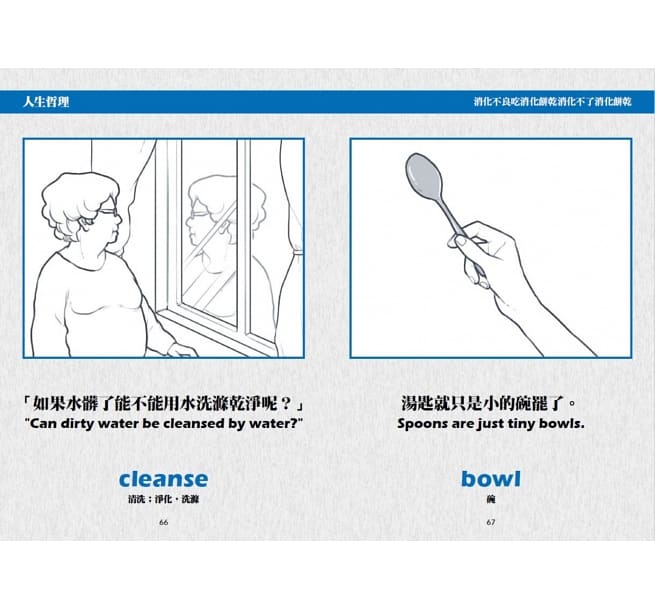 人生哲理
消化不良吃消化餅乾消化不了消化餅乾
「如果水髒了能不能用水洗滌乾淨呢？」
"Can dirty water be cleansed by water?"
cleanse
清洗；淨化・洗滌
66
湯匙就只是小的碗罷了。
Spoons are just tiny bowls.
bowl
碗
67